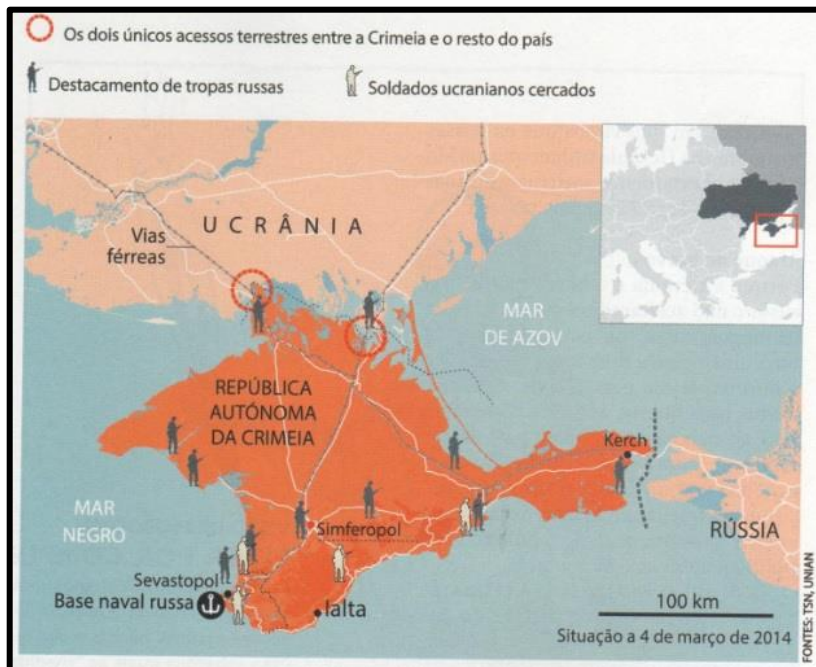 Os dois únicos acessos terrestres entre a Crimeia e o resto do país
Destacamento de tropas russas
Soldados ucranianos cercados
UCRÂNIA
Vias
férreas
MAR
DE AZOV
REPÚBLICA
AUTÓNOMA
DA CRIMEIA
Kerch
MAR
NEGRO
Simferopol
RÚSSIA
Sevastopol
Base naval russa
Ialta
100 km
Situação a 4 de março de 2014
FONTES: TSN, UNIAN